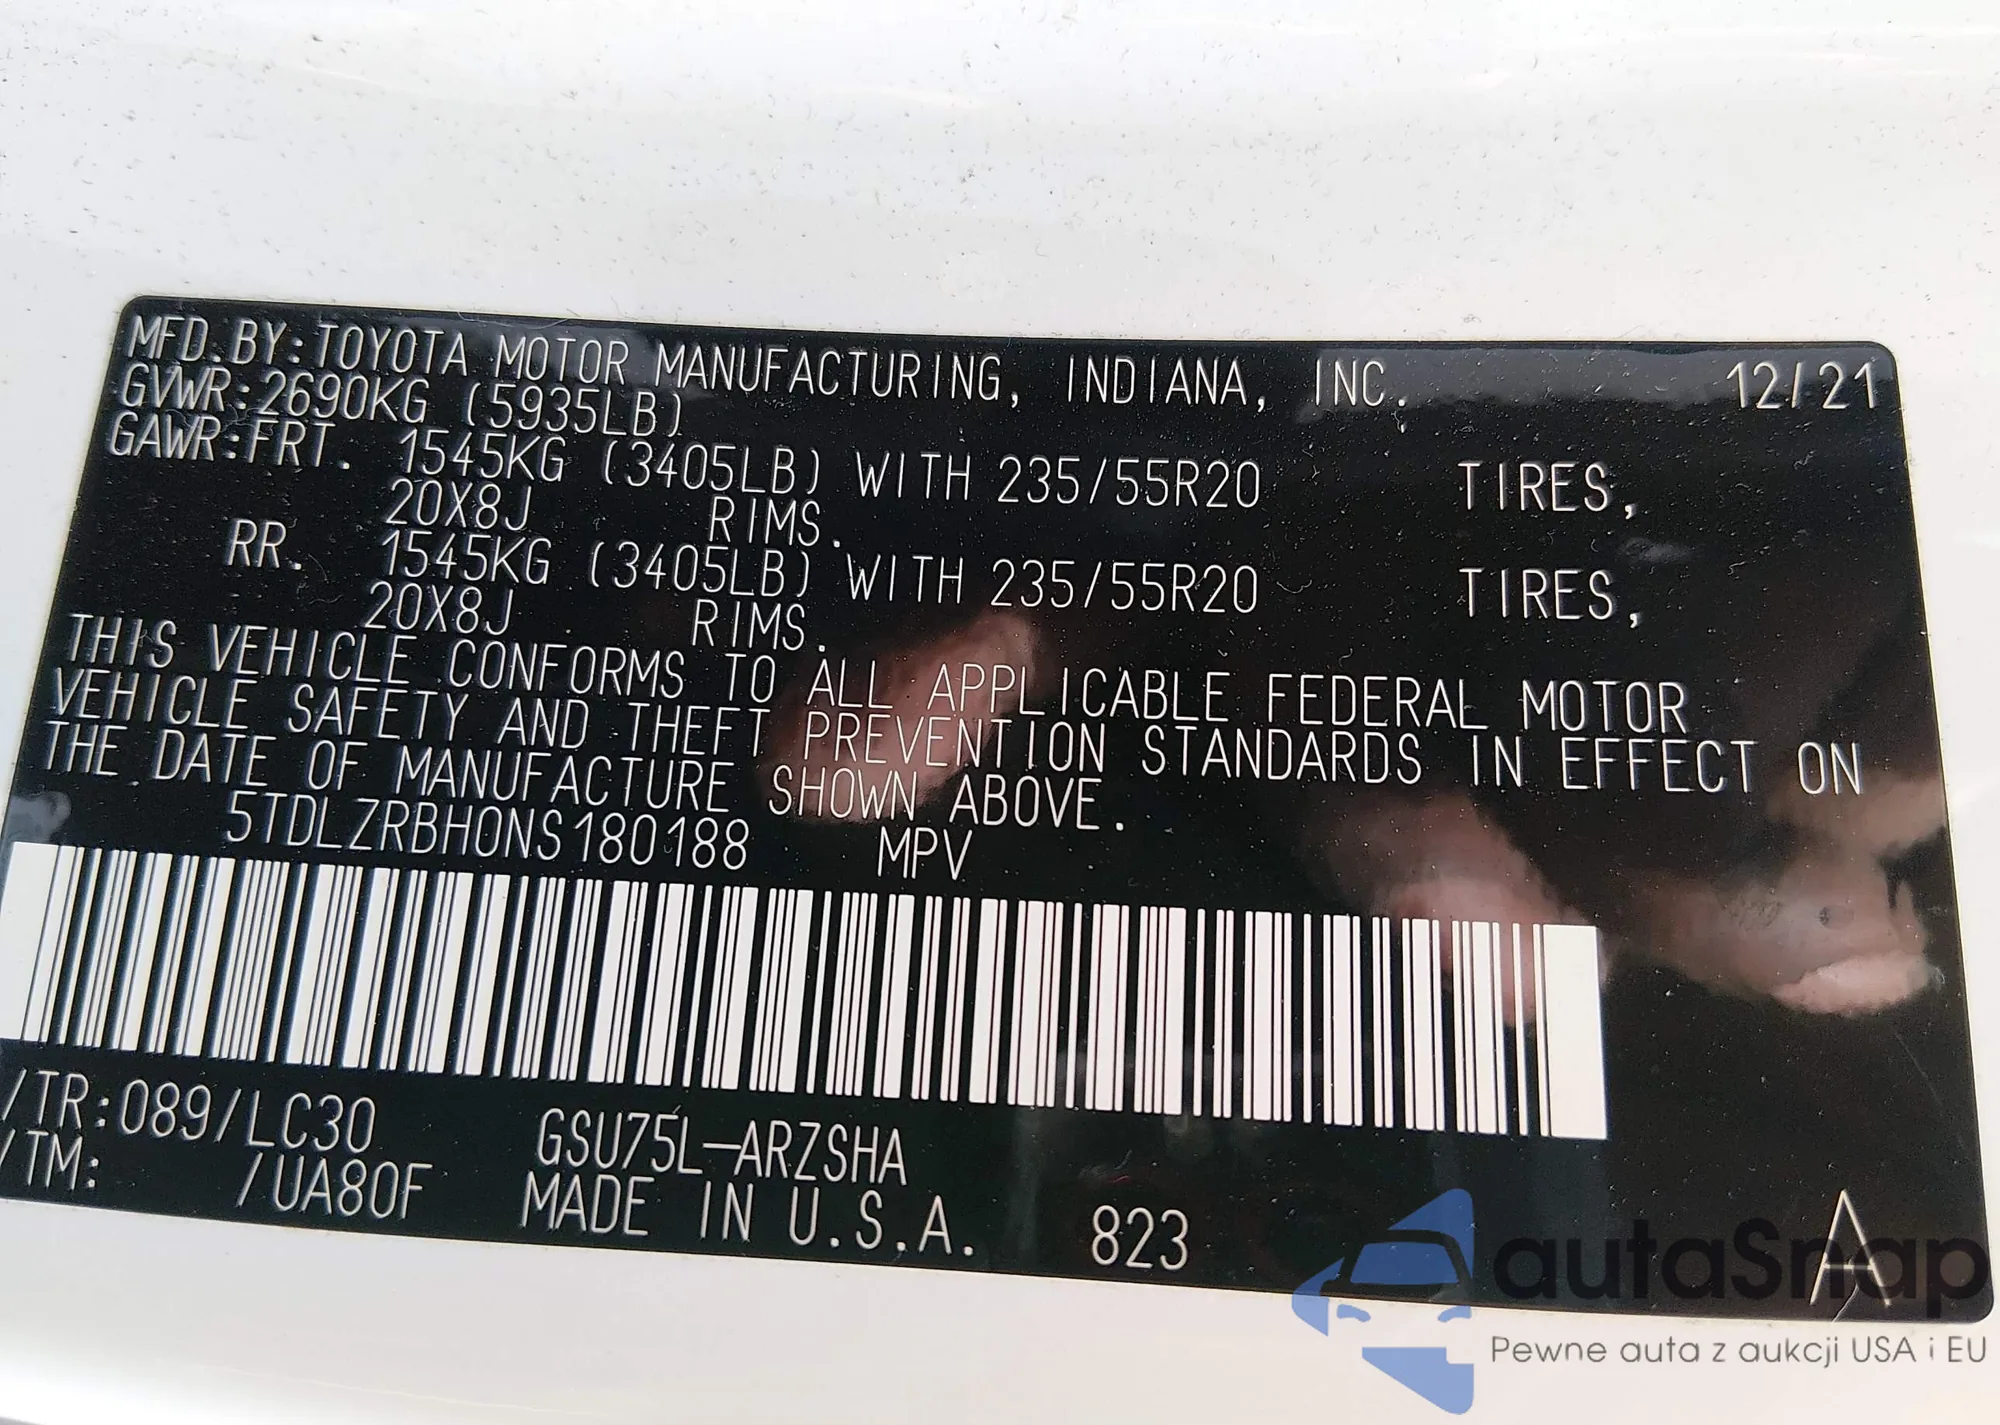 MFD.BY:TOYOTA MOTOR MANUFACTURING, INDIANA, INC. 12/21
GVWR:2690KG (5935LB)
GAWR:FRT. 1545KG (3405LB) WITH 235/55R20 TIRES,
20X8J RIMS.
RR. 1545KG (3405LB) WITH 235/55R20 TIRES,
20X8J RIMS.
THIS VEHICLE CONFORMS TO ALL APPLICABLE FEDERAL MOTOR
VEHICLE SAFETY AND THEFT PREVENTION STANDARDS IN EFFECT ON
THE DATE OF MANUFACTURE SHOWN ABOVE.
5TDLZRBH0NS180188 MPV
/TR:089/LC30 GSU75L-ARZSHA
/TM: /UA80F MADE IN U.S.A. 823 A
autaSnap
Pewne auta z aukcji USA i EU